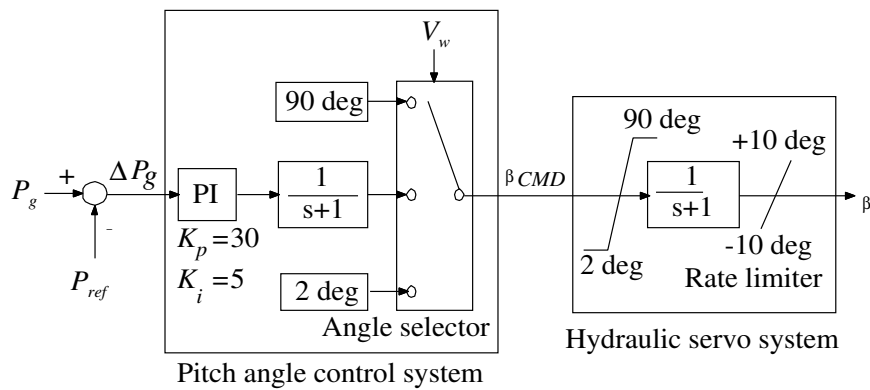 V_w
90 deg
90 deg
+10 deg
P_g
+
ΔPg
PI
1
s+1
β CMD
1
s+1
β
-
K_p=30
-10 deg
P_ref
K_i=5
2 deg
2 deg
Rate limiter
Angle selector
Hydraulic servo system
Pitch angle control system